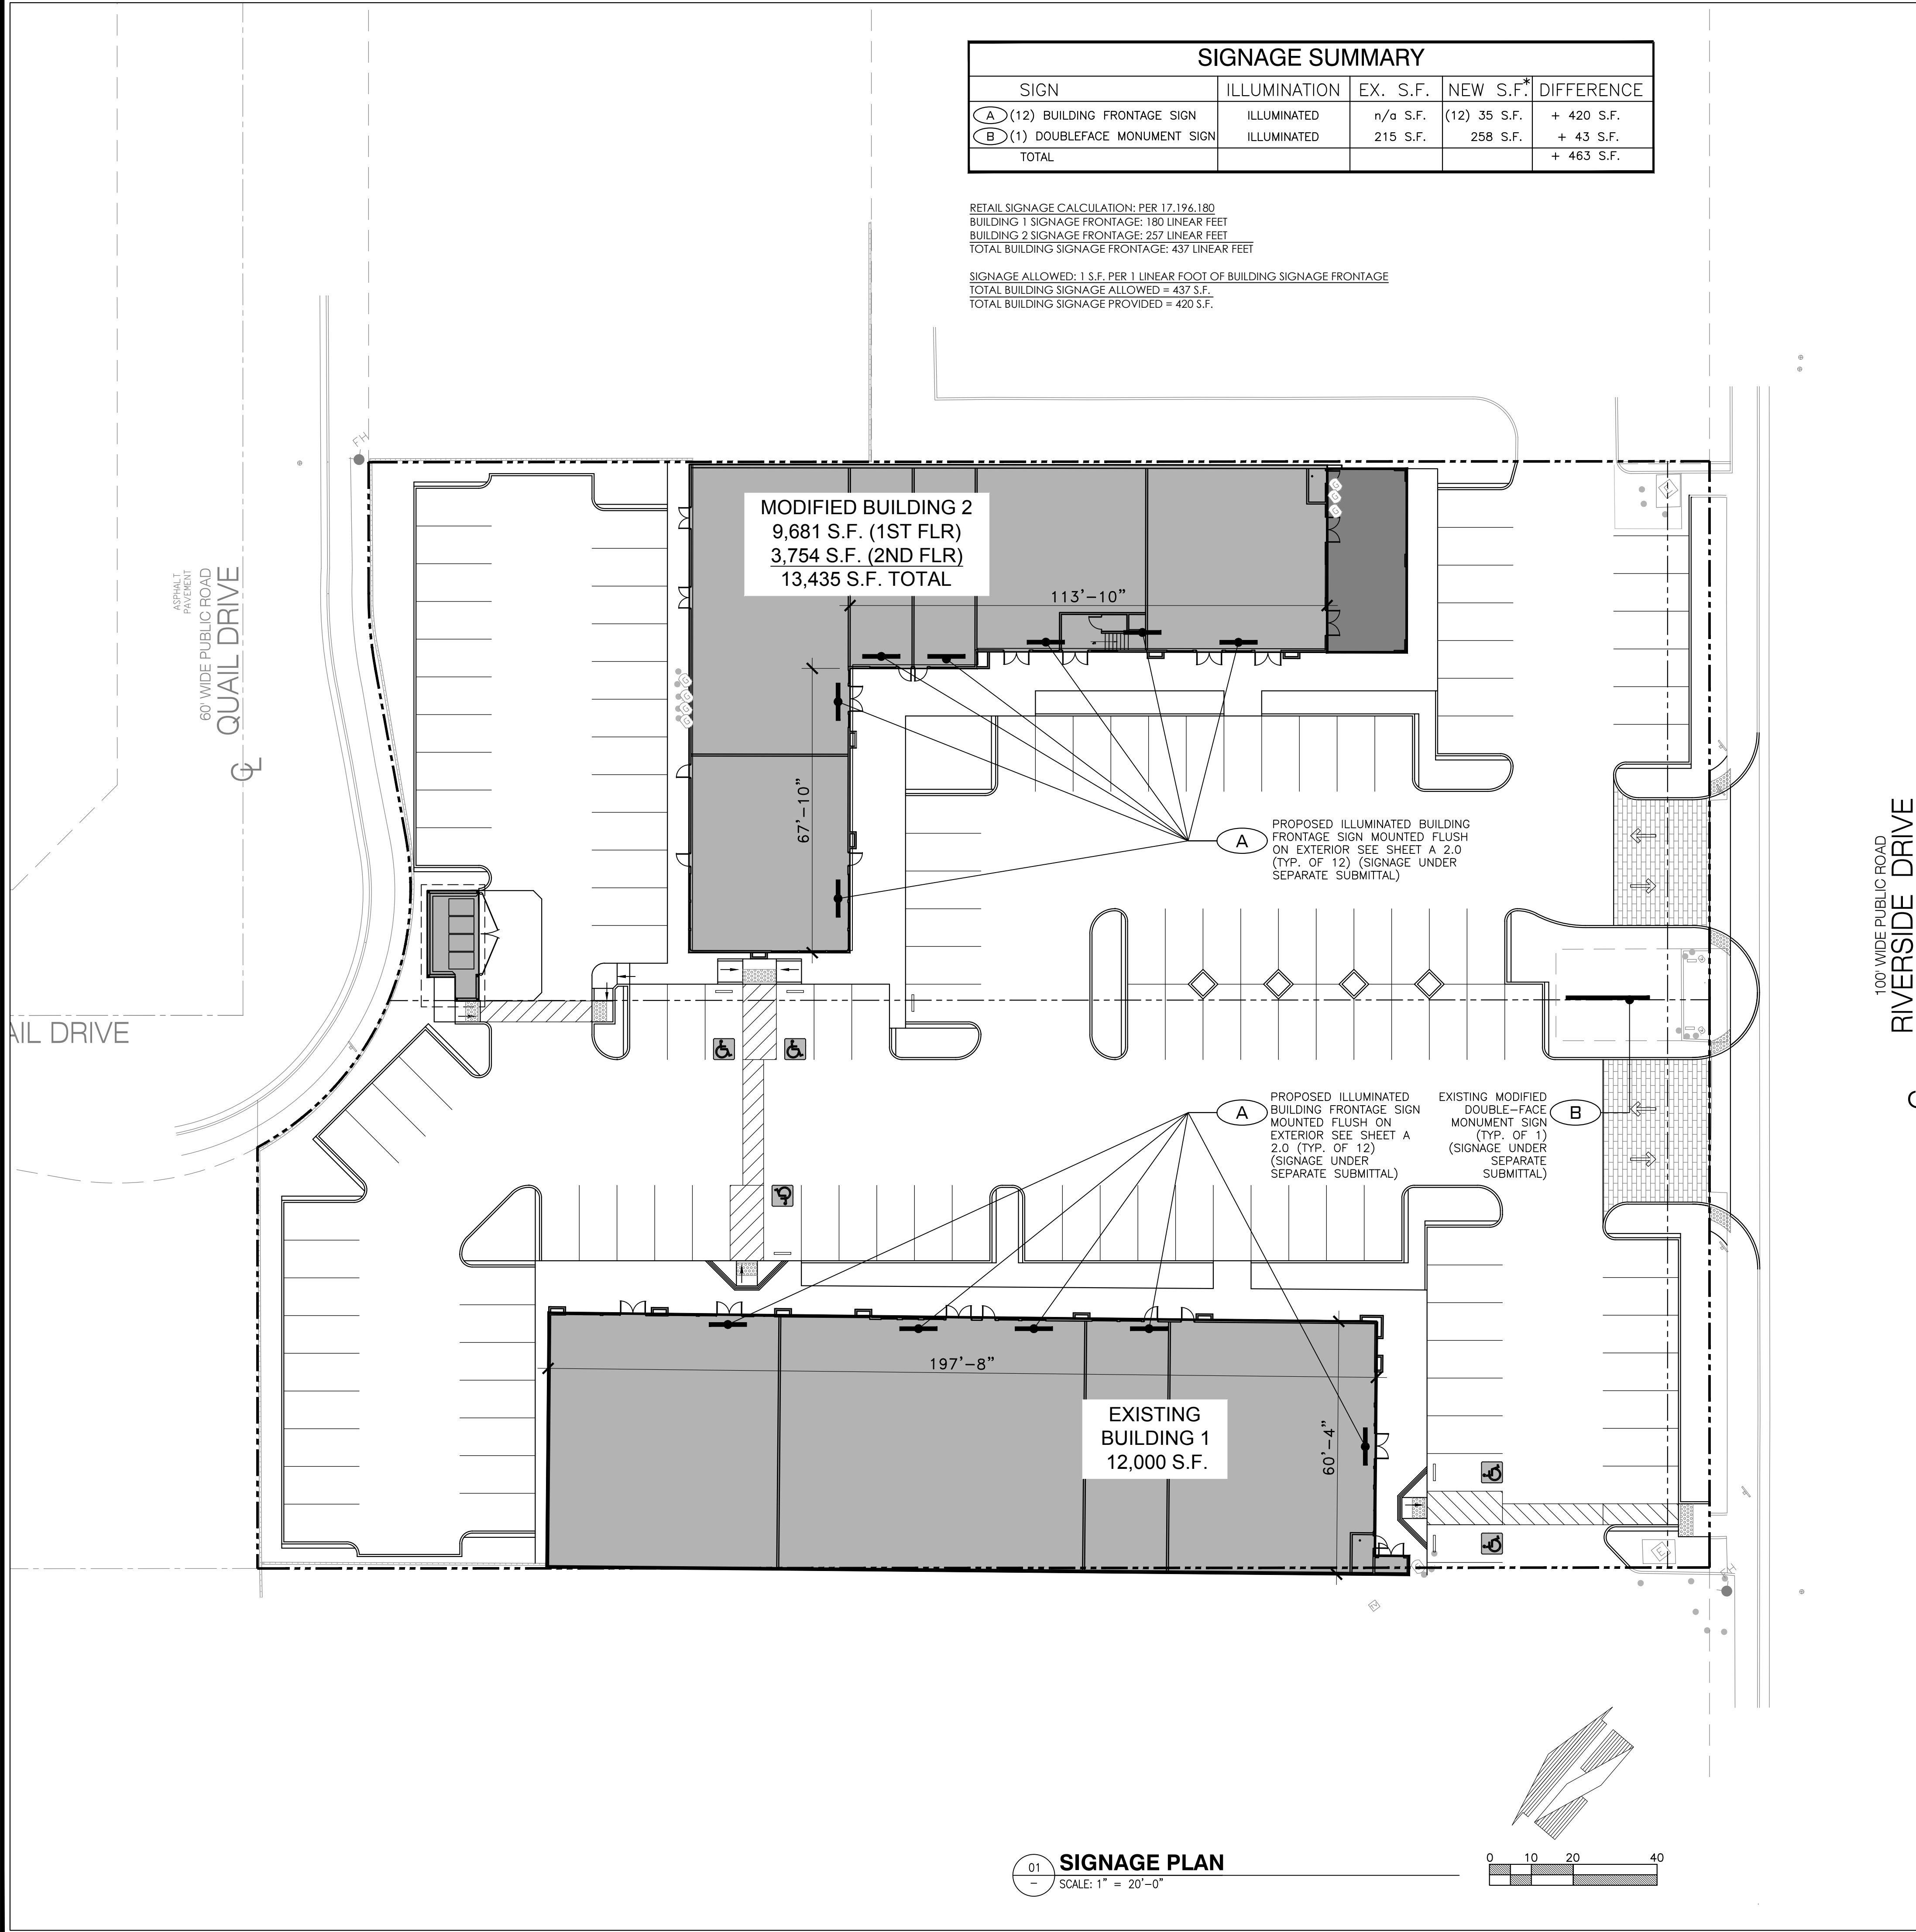 SIGNAGE SUMMARY
SIGN ILLUMINATION EX. S.F. NEW S.F.* DIFFERENCE
A (12) BUILDING FRONTAGE SIGN ILLUMINATED n/a S.F. (12) 35 S.F. + 420 S.F.
B (1) DOUBLEFACE MONUMENT SIGN ILLUMINATED 215 S.F. 258 S.F. + 43 S.F.
TOTAL + 463 S.F.
RETAIL SIGNAGE CALCULATION: PER 17.196.180
BUILDING 1 SIGNAGE FRONTAGE: 180 LINEAR FEET
BUILDING 2 SIGNAGE FRONTAGE: 257 LINEAR FEET
TOTAL BUILDING SIGNAGE FRONTAGE: 437 LINEAR FEET
SIGNAGE ALLOWED: 1 S.F. PER 1 LINEAR FOOT OF BUILDING SIGNAGE FRONTAGE
TOTAL BUILDING SIGNAGE ALLOWED = 437 S.F.
TOTAL BUILDING SIGNAGE PROVIDED = 420 S.F.
FH
MODIFIED BUILDING 2
9,681 S.F. (1ST FLR)
3,754 S.F. (2ND FLR)
13,435 S.F. TOTAL
113'-10"
67'-10"
G
G
G
G
G
G
G
E
ASPHALT
PAVEMENT
60' WIDE PUBLIC ROAD
QUAIL DRIVE
CL
AIL DRIVE
A
PROPOSED ILLUMINATED BUILDING
FRONTAGE SIGN MOUNTED FLUSH
ON EXTERIOR SEE SHEET A 2.0
(TYP. OF 12) (SIGNAGE UNDER
SEPARATE SUBMITTAL)
100' WIDE PUBLIC ROAD
RIVERSIDE DRIVE
A
PROPOSED ILLUMINATED
BUILDING FRONTAGE SIGN
MOUNTED FLUSH ON
EXTERIOR SEE SHEET A
2.0 (TYP. OF 12)
(SIGNAGE UNDER
SEPARATE SUBMITTAL)
EXISTING MODIFIED
DOUBLE-FACE
MONUMENT SIGN
(TYP. OF 1)
(SIGNAGE UNDER
SEPARATE
SUBMITTAL)
B
197'-8"
EXISTING
BUILDING 1
12,000 S.F.
60'-4"
E
FH
01
-
SIGNAGE PLAN
SCALE: 1" = 20'-0"
0 10 20 40